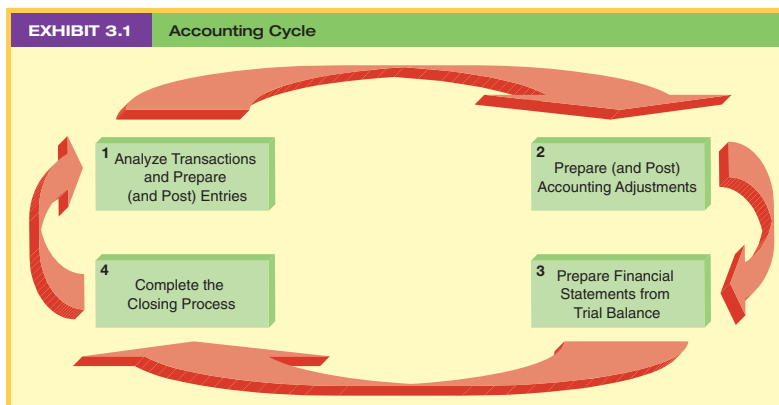 EXHIBIT 3.1 Accounting Cycle
1 Analyze Transactions
and Prepare
(and Post) Entries
2 Prepare (and Post)
Accounting Adjustments
3 Prepare Financial
Statements from
Trial Balance
4 Complete the
Closing Process